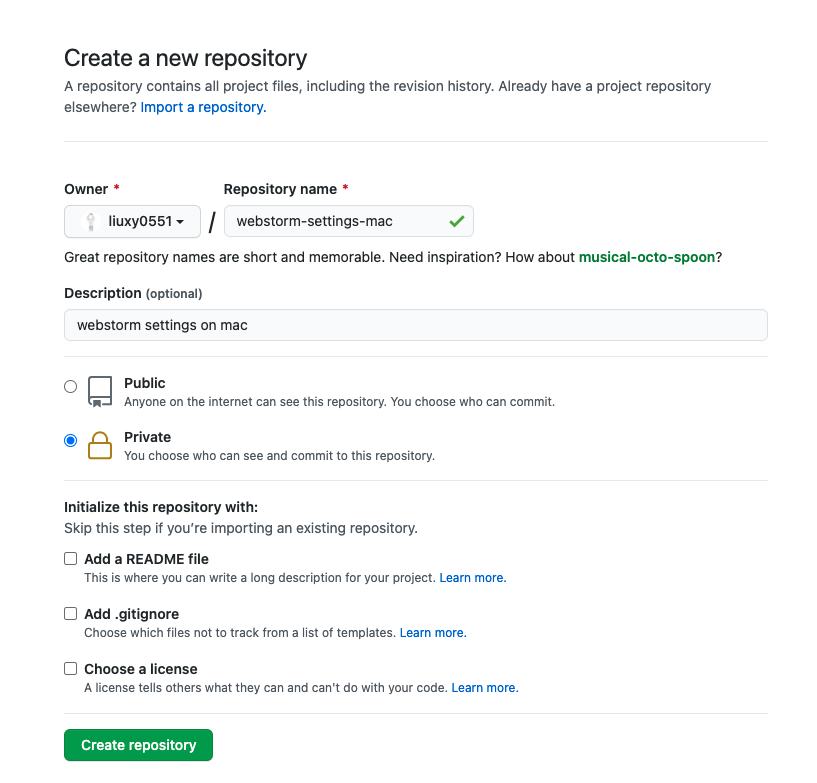 Create a new repository
A repository contains all project files, including the revision history. Already have a project repository
elsewhere? Import a repository.
Owner * Repository name *
liuxy0551 / webstorm-settings-mac
Great repository names are short and memorable. Need inspiration? How about musical-octo-spoon?
Description (optional)
webstorm settings on mac
Public
Anyone on the internet can see this repository. You choose who can commit.
Private
You choose who can see and commit to this repository.
Initialize this repository with:
Skip this step if you’re importing an existing repository.
Add a README file
This is where you can write a long description for your project. Learn more.
Add .gitignore
Choose which files not to track from a list of templates. Learn more.
Choose a license
A license tells others what they can and can't do with your code. Learn more.
Create repository